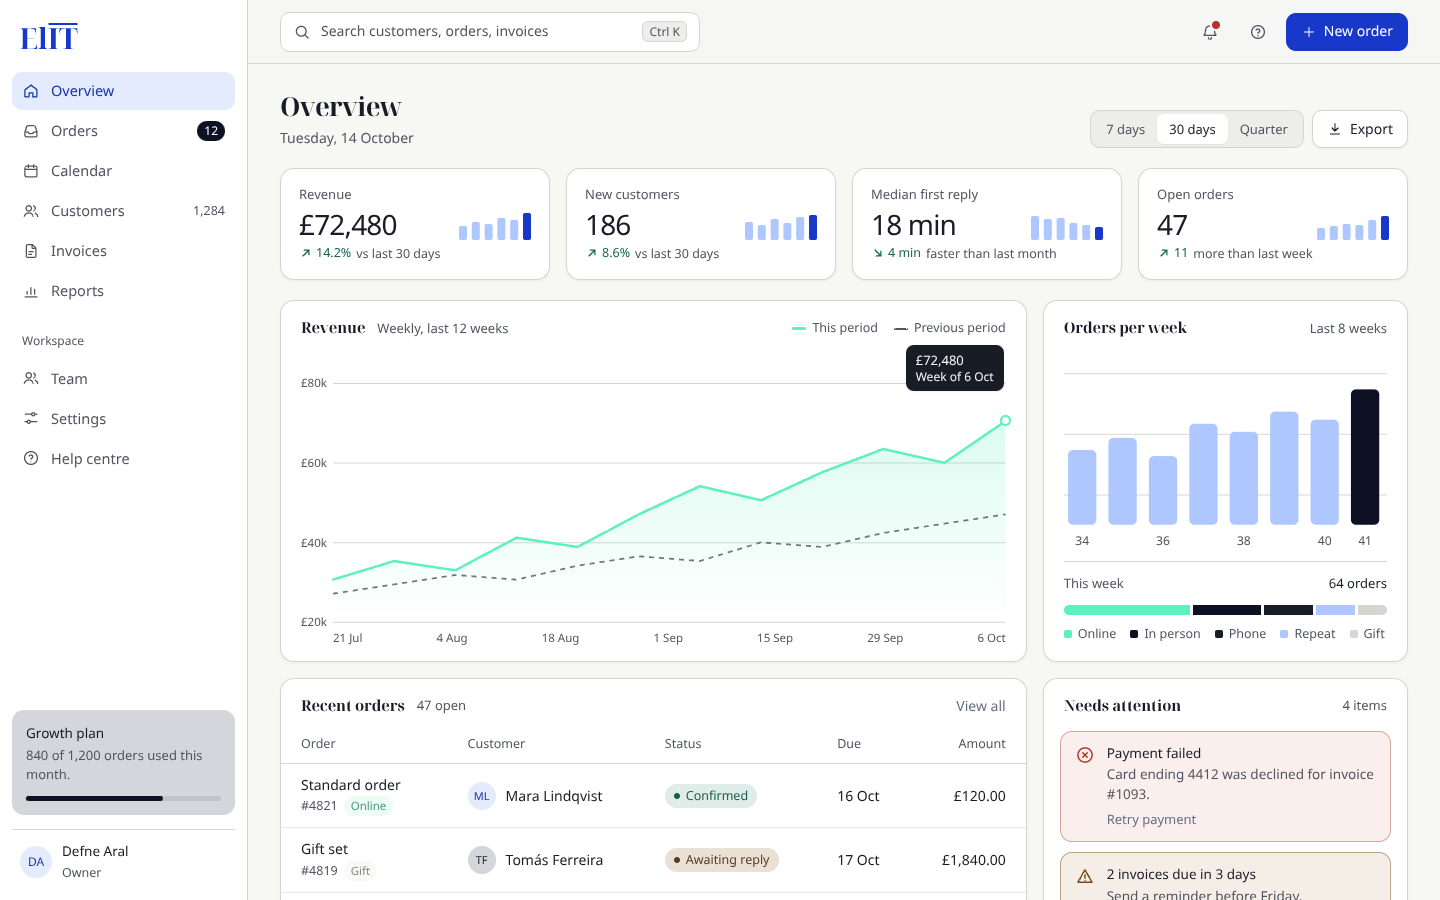 EliT
Overview
Orders 12
Calendar
Customers 1,284
Invoices
Reports
Workspace
Team
Settings
Help centre
Growth plan
840 of 1,200 orders used this
month.
DA Defne Aral
Owner
Search customers, orders, invoices Ctrl K
New order
Overview
Tuesday, 14 October
7 days 30 days Quarter Export
Revenue
£72,480
14.2% vs last 30 days
New customers
186
8.6% vs last 30 days
Median first reply
18 min
4 min faster than last month
Open orders
47
11 more than last week
Revenue Weekly, last 12 weeks This period Previous period
£72,480
Week of 6 Oct
£80k
£60k
£40k
£20k
21 Jul 4 Aug 18 Aug 1 Sep 15 Sep 29 Sep 6 Oct
Orders per week Last 8 weeks
34 36 38 40 41
This week 64 orders
Online In person Phone Repeat Gift
Recent orders 47 open View all
Order Customer Status Due Amount
Standard order
#4821 Online ML Mara Lindqvist Confirmed 16 Oct £120.00
Gift set
#4819 Gift TF Tomás Ferreira Awaiting reply 17 Oct £1,840.00
Needs attention 4 items
Payment failed
Card ending 4412 was declined for invoice
#1093.
Retry payment
2 invoices due in 3 days
Send a reminder before Friday.